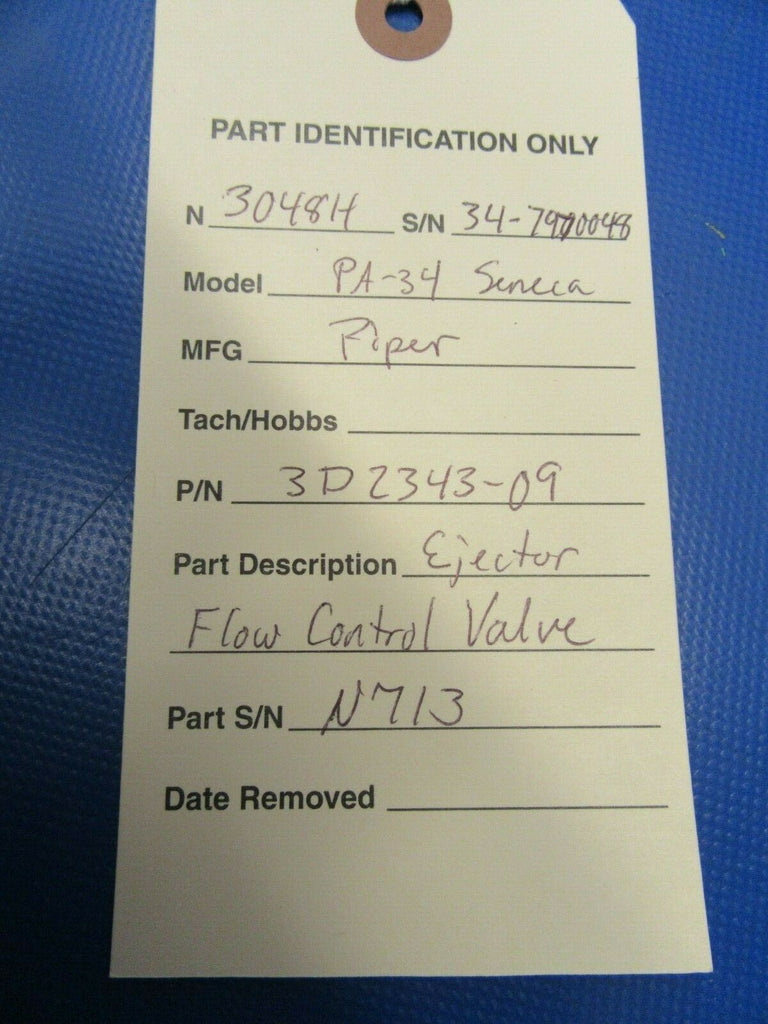 PART IDENTIFICATION ONLY
N 3048H S/N 34-7970048
Model PA-34 Seneca
MFG Piper
Tach/Hobbs
P/N 3D2343-09
Part Description Ejector
Flow Control Valve
Part S/N N713
Date Removed